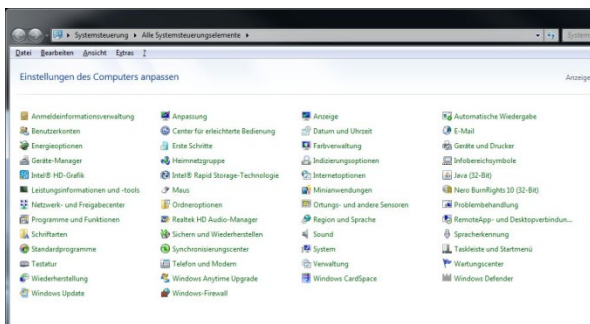 Systemsteuerung ▸ Alle Systemsteuerungselemente ▸
System
Datei Bearbeiten Ansicht Extras ?
Einstellungen des Computers anpassen
Anzeige
Anmeldeinformationsverwaltung Anpassung Anzeige Automatische Wiedergabe
Benutzerkonten Center für erleichterte Bedienung Datum und Uhrzeit E-Mail
Energieoptionen Erste Schritte Farbverwaltung Geräte und Drucker
Geräte-Manager Heimnetzgruppe Indizierungsoptionen Infobereichsymbole
Intel® HD-Grafik Intel® Rapid Storage-Technologie Internetoptionen Java (32-Bit)
Leistungsinformationen und -tools Maus Minianwendungen Nero BurnRights 10 (32-Bit)
Netzwerk- und Freigabecenter Ordneroptionen Ortungs- und andere Sensoren Problembehandlung
Programme und Funktionen Realtek HD Audio-Manager Region und Sprache RemoteApp- und Desktopverbindun...
Schriftarten Sichern und Wiederherstellen Sound Spracherkennung
Standardprogramme Synchronisierungscenter System Taskleiste und Startmenü
Tastatur Telefon und Modem Verwaltung Wartungscenter
Wiederherstellung Windows Anytime Upgrade Windows CardSpace Windows Defender
Windows Update Windows-Firewall